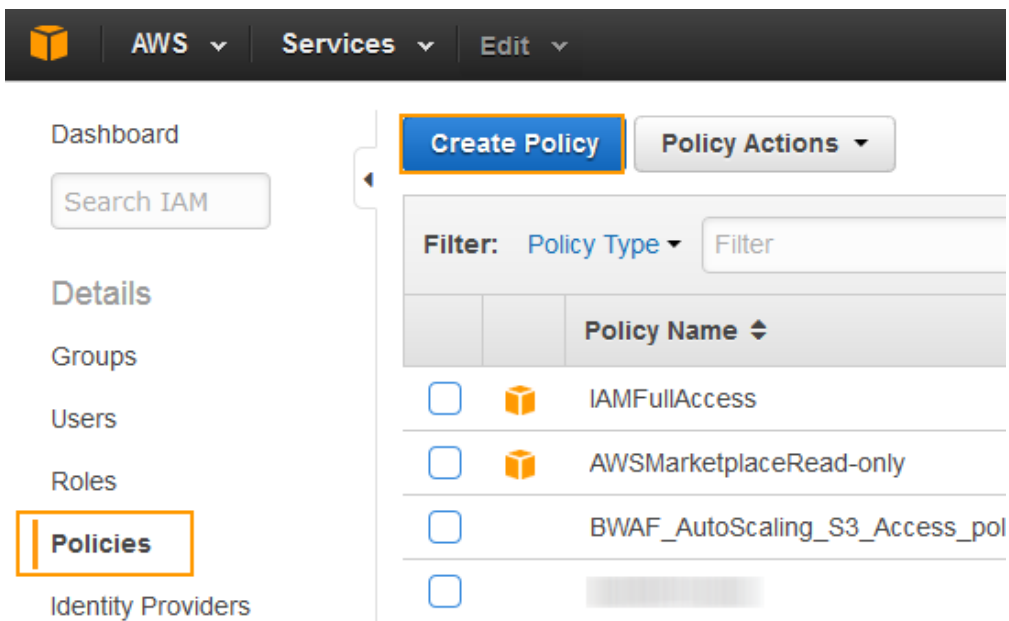 AWS Services Edit
Dashboard
Search IAM
Details
Groups
Users
Roles
Policies
Identity Providers
Create Policy Policy Actions
Filter: Policy Type Filter
Policy Name
IAMFullAccess
AWSMarketplaceRead-only
BWAF_AutoScaling_S3_Access_pol